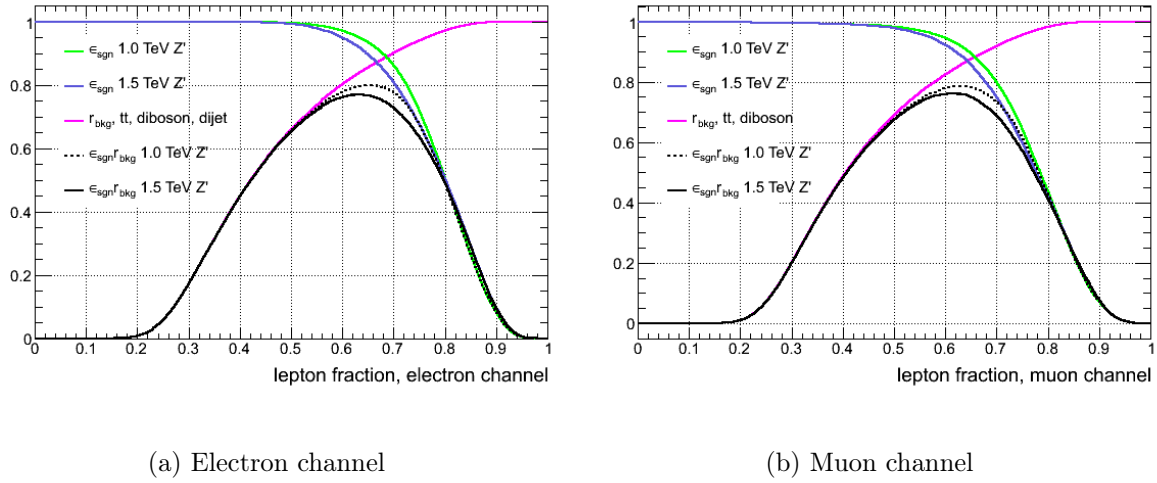 1
0.8
0.6
0.4
0.2
0
ϵsgn 1.0 TeV Z'
ϵsgn 1.5 TeV Z'
rbkg, tt, diboson, dijet
ϵsgnrbkg 1.0 TeV Z'
ϵsgnrbkg 1.5 TeV Z'
0 0.1 0.2 0.3 0.4 0.5 0.6 0.7 0.8 0.9 1
lepton fraction, electron channel
(a) Electron channel
1
0.8
0.6
0.4
0.2
0
ϵsgn 1.0 TeV Z'
ϵsgn 1.5 TeV Z'
rbkg, tt, diboson
ϵsgnrbkg 1.0 TeV Z'
ϵsgnrbkg 1.5 TeV Z'
0 0.1 0.2 0.3 0.4 0.5 0.6 0.7 0.8 0.9 1
lepton fraction, muon channel
(b) Muon channel